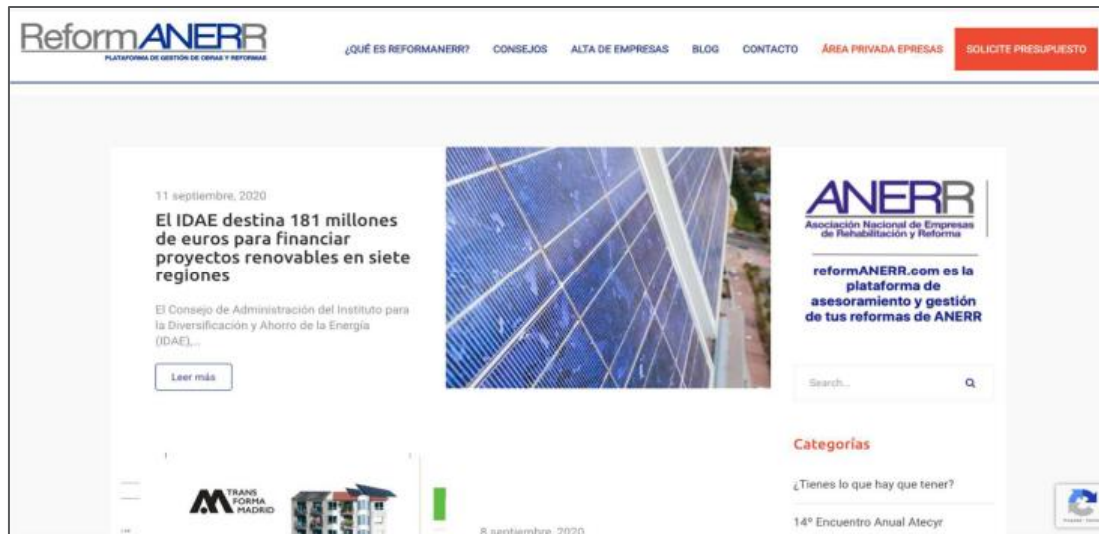 ReformANERR
PLATAFORMA DE GESTIÓN DE OBRAS Y REFORMAS
¿QUÉ ES REFORMANERR?
CONSEJOS
ALTA DE EMPRESAS
BLOG
CONTACTO
ÁREA PRIVADA EPRESAS
SOLICITE PRESUPUESTO
11 septiembre, 2020
El IDAE destina 181 millones
de euros para financiar
proyectos renovables en siete
regiones
El Consejo de Administración del Instituto para
la Diversificación y Ahorro de la Energía
(IDAE),...
Leer más
TRANS
FORMA
MADRID
8 septiembre, 2020
ANERR
Asociación Nacional de Empresas
de Rehabilitación y Reforma
reformANERR.com es la
plataforma de
asesoramiento y gestión
de tus reformas de ANERR
Search...
Categorías
¿Tienes lo que hay que tener?
14º Encuentro Anual Atecyr